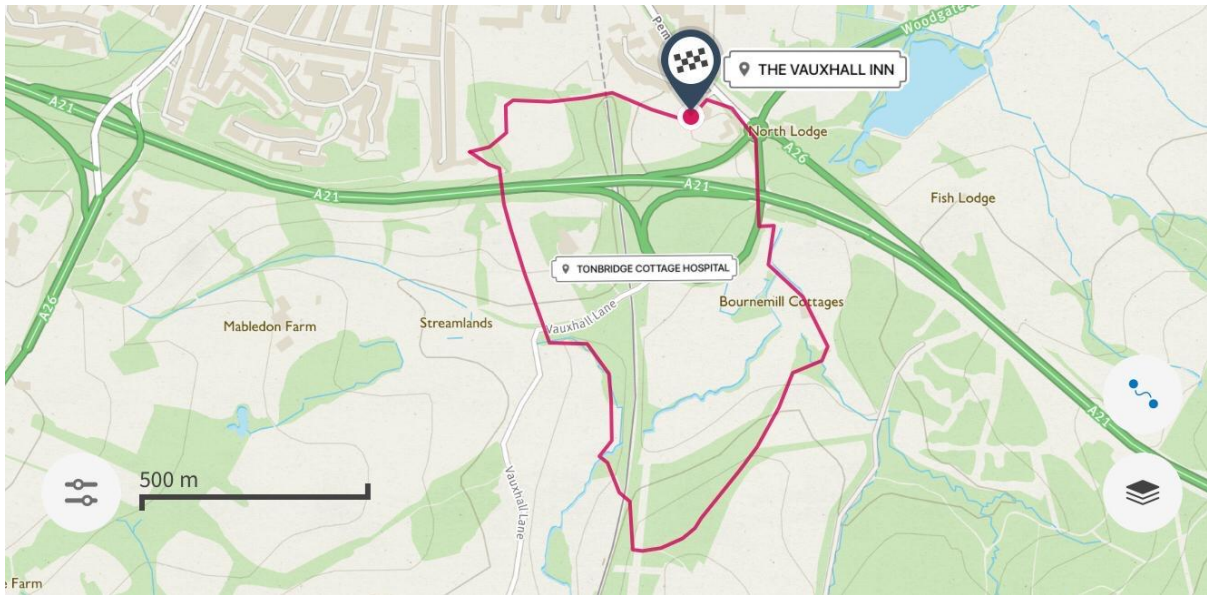 Pem
Woodgate
THE VAUXHALL INN
A21
North Lodge
A26
A21
A21
Fish Lodge
TONBRIDGE COTTAGE HOSPITAL
A26
Bournemill Cottages
Mabledon Farm
Streamlands
Vauxhall Lane
A21
500 m
Vauxhall Lane
Farm